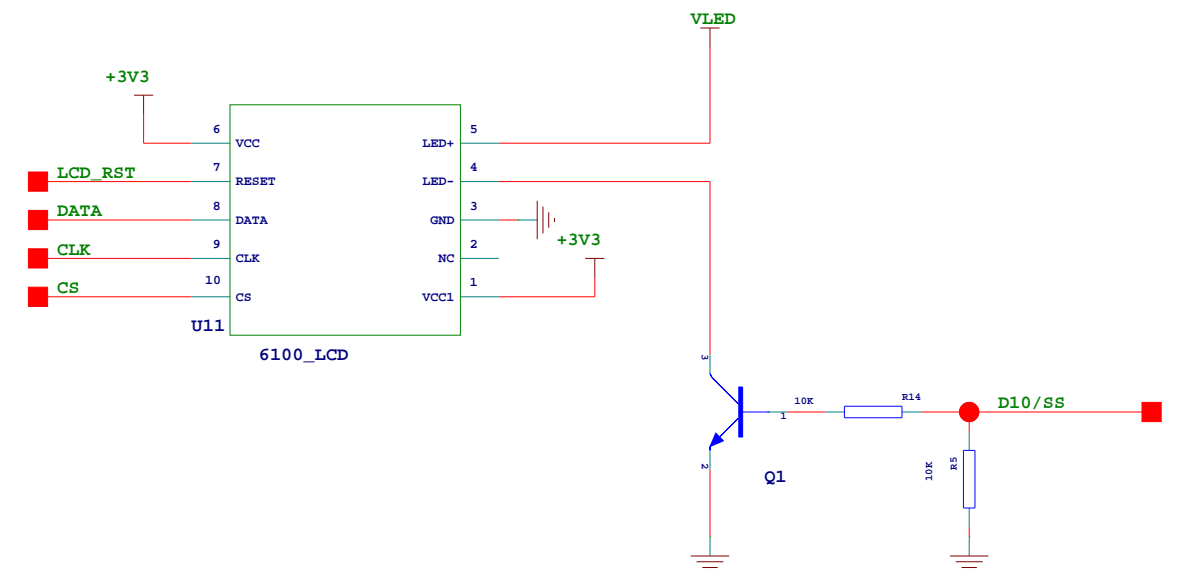 VLED
+3V3
6 VCC
LED+ 5
LCD_RST 7 RESET
LED- 4
DATA 8 DATA
GND 3
CLK 9 CLK
NC 2
+3V3
CS 10 CS
VCC1 1
U11
6100_LCD
3
10K
R14
1
D10/SS
2
Q1
10K
R5